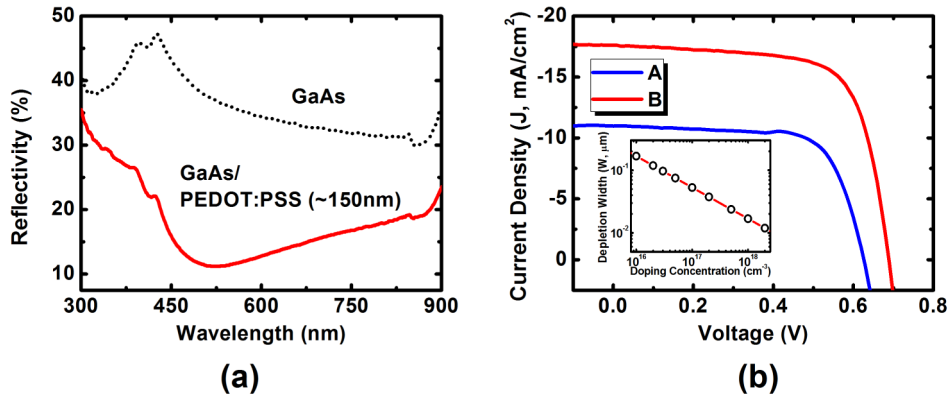 50
40
30
20
10
Reflectivity (%)
GaAs
GaAs/
PEDOT:PSS (~150nm)
300
450
600
750
900
Wavelength (nm)
(a)
-20
-15
-10
-5
0
Current Density (J, mA/cm²)
A
B
Depletion Width (W, μm)
10⁻¹
10⁻²
10¹⁶
10¹⁷
10¹⁸
Doping Concentration (cm⁻³)
0.0
0.2
0.4
0.6
0.8
Voltage (V)
(b)